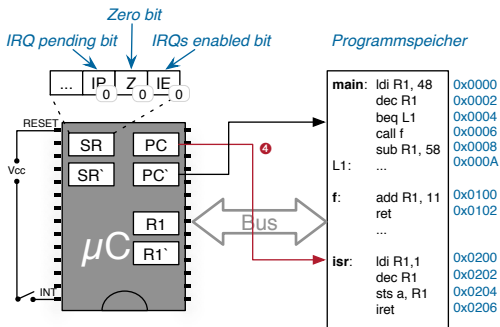 Zero bit
IRQ pending bit
IRQs enabled bit
Programmspeicher
... IP Z IE
0 0 0
RESET
Vcc
INT
SR PC
SR` PC`
R1
R1`
µC
Bus
4
main: ldi R1, 48 0x0000
dec R1 0x0002
beq L1 0x0004
call f 0x0006
sub R1, 58 0x0008
L1: ... 0x000A
f: add R1, 11 0x0100
ret 0x0102
...
isr: ldi R1,1 0x0200
dec R1 0x0202
sts a, R1 0x0204
iret 0x0206